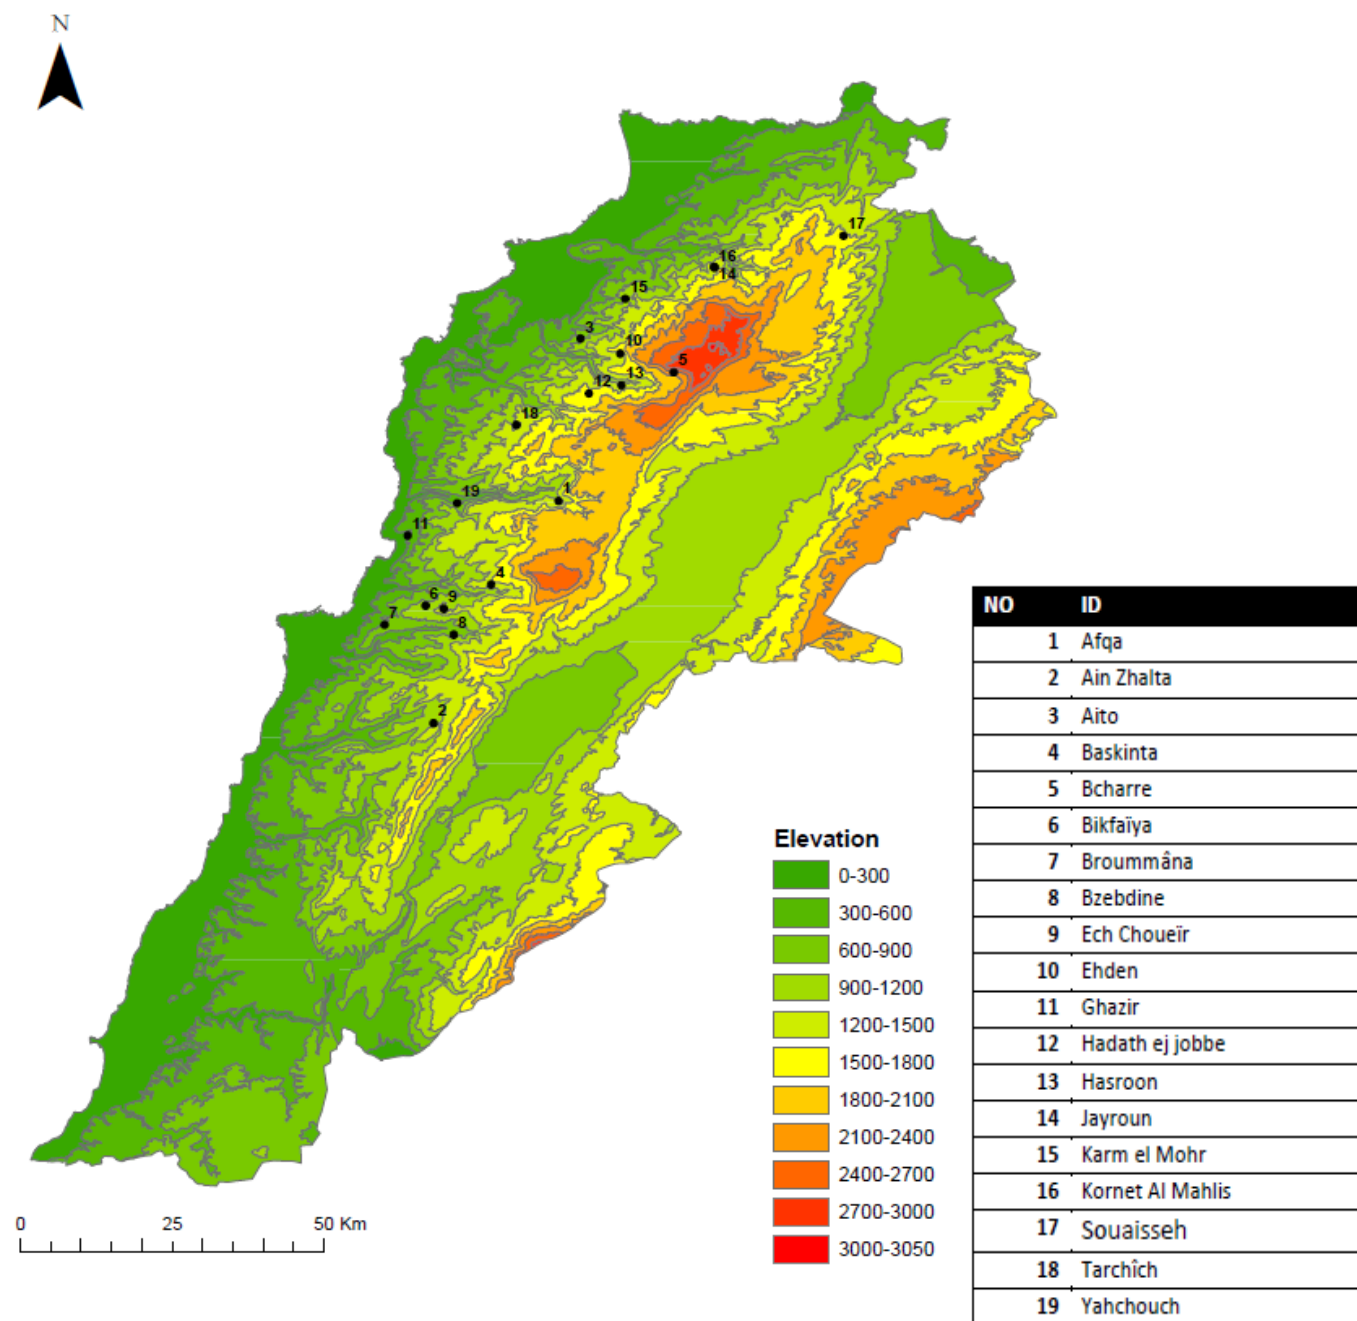 N
17
16
14
15
3
10
5
13
12
18
1
19
11
4
6
9
7
8
2
NO ID
1 Afqa
2 Ain Zhalta
3 Aito
4 Baskinta
5 Bcharre
6 Bikfaïya
7 Broummâna
8 Bzebdine
9 Ech Choueïr
10 Ehden
11 Ghazir
12 Hadath ej jobbe
13 Hasroon
14 Jayroun
15 Karm el Mohr
16 Kornet Al Mahlis
17 Souaisseh
18 Tarchîch
19 Yahchouch
Elevation
0-300
300-600
600-900
900-1200
1200-1500
1500-1800
1800-2100
2100-2400
2400-2700
2700-3000
3000-3050
0 25 50 Km